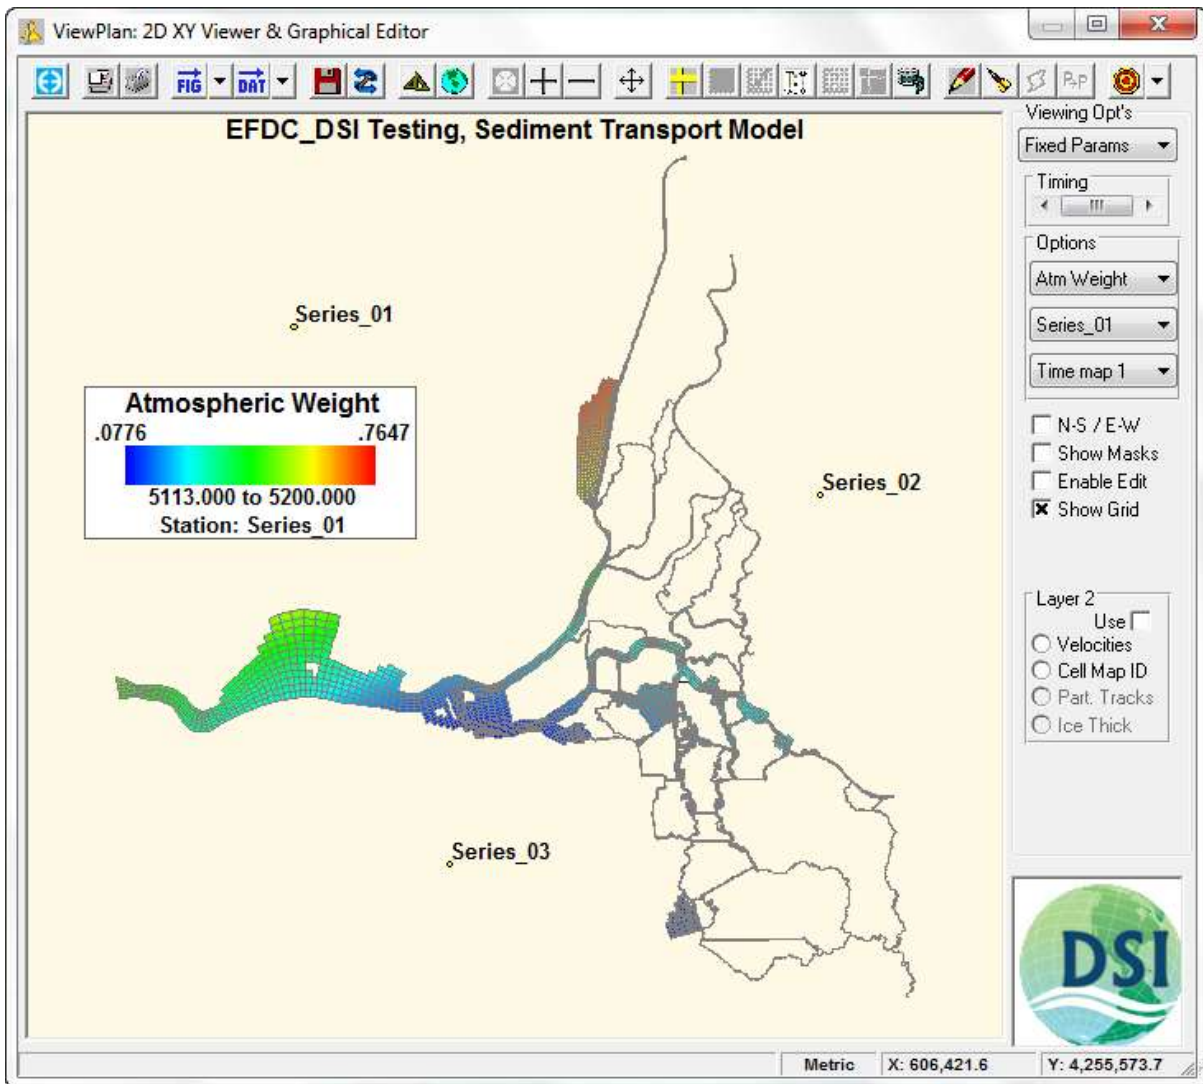 ViewPlan: 2D XY Viewer & Graphical Editor
FIG DAT P2P
EFDC_DSI Testing, Sediment Transport Model
Series_01
Atmospheric Weight
.0776 .7647
5113.000 to 5200.000
Station: Series_01
Series_02
Series_03
Viewing Opt's
Fixed Params
Timing
Options
Atm Weight
Series_01
Time map 1
N-S / E-W
Show Masks
Enable Edit
Show Grid
Layer 2
Use
Velocities
Cell Map ID
Part. Tracks
Ice Thick
DSI
Metric X: 606,421.6 Y: 4,255,573.7